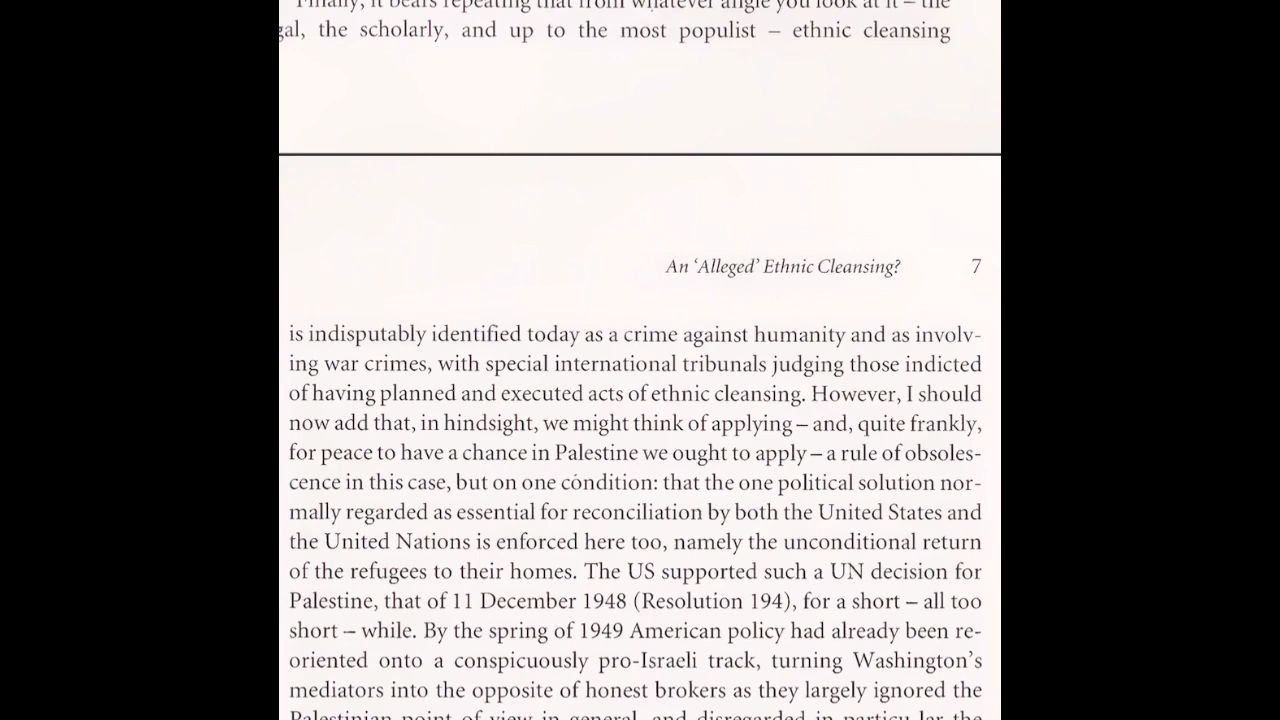 Finally, it bears repeating that from whatever angle you look at it – the
gal, the scholarly, and up to the most populist – ethnic cleansing
An ‘Alleged’ Ethnic Cleansing? 7
is indisputably identified today as a crime against humanity and as involv-
ing war crimes, with special international tribunals judging those indicted
of having planned and executed acts of ethnic cleansing. However, I should
now add that, in hindsight, we might think of applying – and, quite frankly,
for peace to have a chance in Palestine we ought to apply – a rule of obsoles-
cence in this case, but on one condition: that the one political solution nor-
mally regarded as essential for reconciliation by both the United States and
the United Nations is enforced here too, namely the unconditional return
of the refugees to their homes. The US supported such a UN decision for
Palestine, that of 11 December 1948 (Resolution 194), for a short – all too
short – while. By the spring of 1949 American policy had already been re-
oriented onto a conspicuously pro-Israeli track, turning Washington’s
mediators into the opposite of honest brokers as they largely ignored the
Palestinian point of view in general, and disregarded in particu lar the